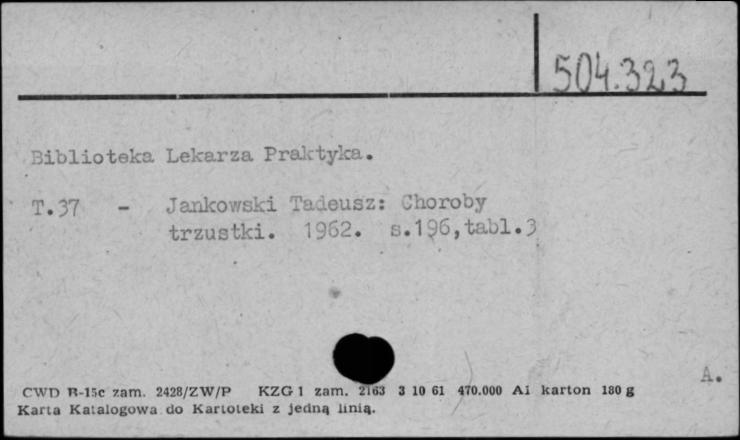 504.323
Biblioteka Lekarza Praktyka.
T.37 - Jankowski Tadeusz: Choroby
trzustki. 1962. s.196,tabl.3
A.
CWD B-15c zam. 2428/ZW/P KZG 1 zam. 2163 3 10 61 470.000 A1 karton 180 g
Karta Katalogowa do Kartoteki z jedną linią.